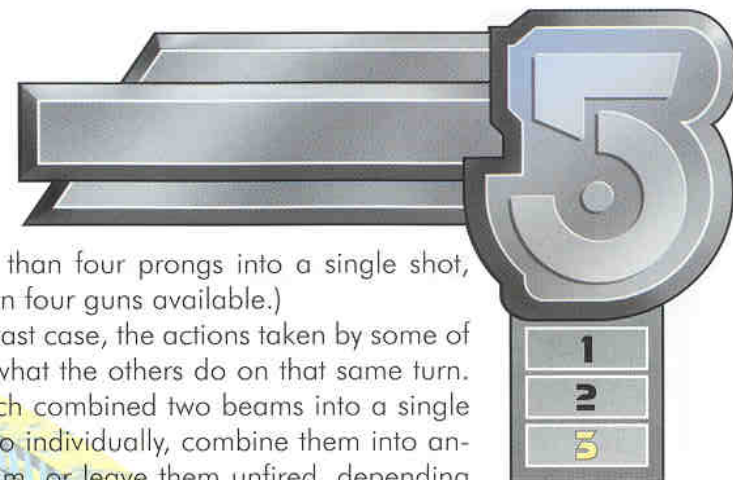 5
than four prongs into a single shot,
four guns available.)
ast case, the actions taken by some of
what the others do on that same turn.
combined two beams into a single
individually, combine them into an-
or leave them unfired, depending
1
2
3